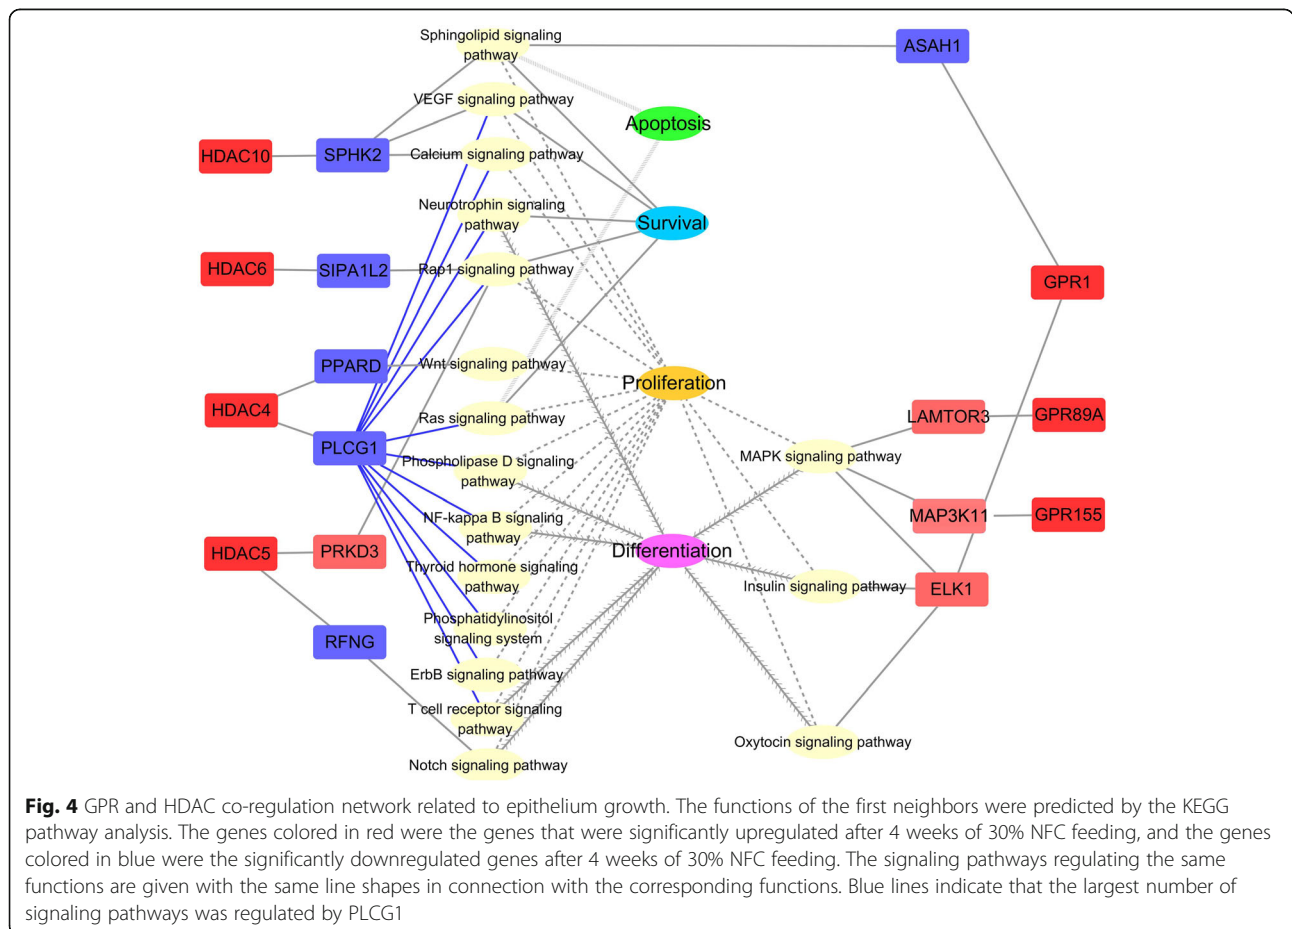 Sphingolipid signaling
pathway
ASAH1
VEGF signaling pathway
Apoptosis
HDAC10
SPHK2
Calcium signaling pathway
Neurotrophin signaling
pathway
Survival
HDAC6
SIPA1L2
Rap1 signaling pathway
GPR1
PPARD
Wnt signaling pathway
Proliferation
HDAC4
Ras signaling pathway
LAMTOR3
GPR89A
PLCG1
Phospholipase D signaling
pathway
MAPK signaling pathway
NF-kappa B signaling
pathway
MAP3K11
GPR155
HDAC5
PRKD3
Differentiation
Thyroid hormone signaling
pathway
Insulin signaling pathway
ELK1
Phosphatidylinositol
signaling system
RFNG
ErbB signaling pathway
T cell receptor signaling
pathway
Oxytocin signaling pathway
Notch signaling pathway
Fig. 4 GPR and HDAC co-regulation network related to epithelium growth. The functions of the first neighbors were predicted by the KEGG
pathway analysis. The genes colored in red were the genes that were significantly upregulated after 4 weeks of 30% NFC feeding, and the genes
colored in blue were the significantly downregulated genes after 4 weeks of 30% NFC feeding. The signaling pathways regulating the same
functions are given with the same line shapes in connection with the corresponding functions. Blue lines indicate that the largest number of
signaling pathways was regulated by PLCG1